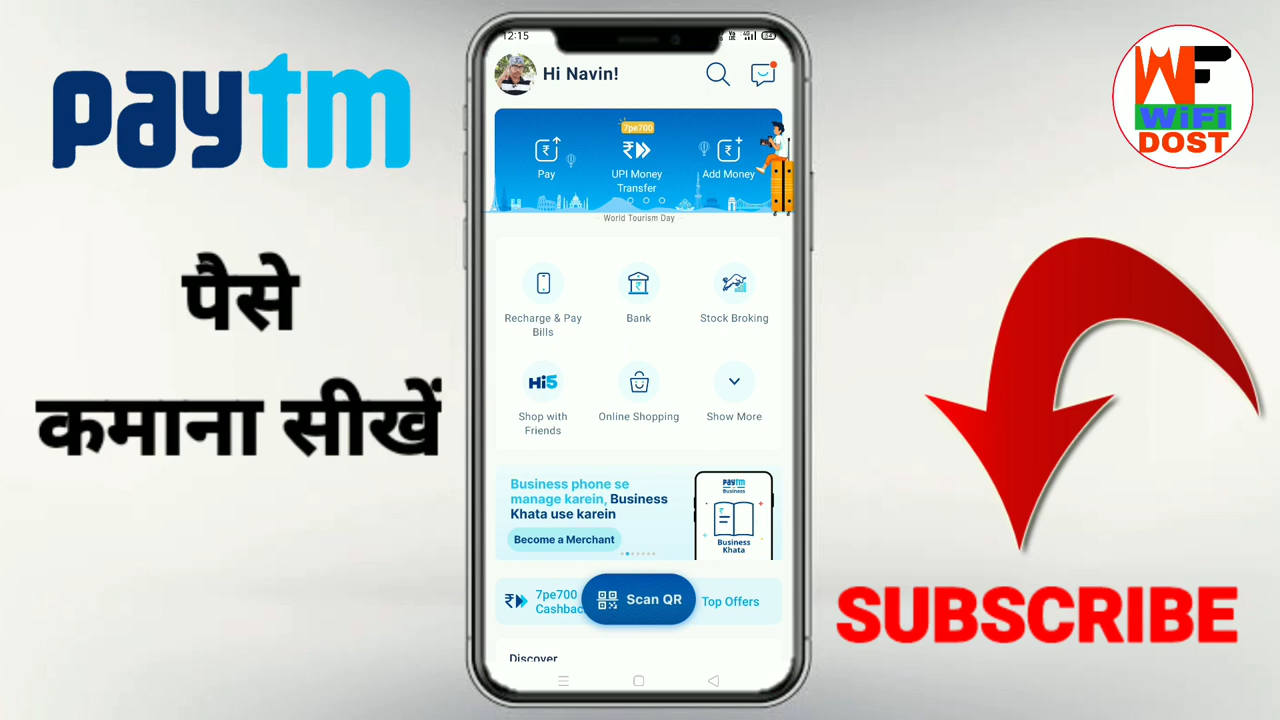 paytm
पैसे
कमाना सीखें
12:15
Hi Navin!
7pe700
Pay
UPI Money
Transfer
Add Money
World Tourism Day
Recharge & Pay
Bills
Bank
Stock Broking
Hi5
Shop with
Friends
Online Shopping
Show More
Business phone se
manage karein, Business
Khata use karein
Become a Merchant
paytm
Business
Business
Khata
7pe700
Cashbac
Scan QR
Top Offers
Discover
WF
WiFi
DOST
SUBSCRIBE